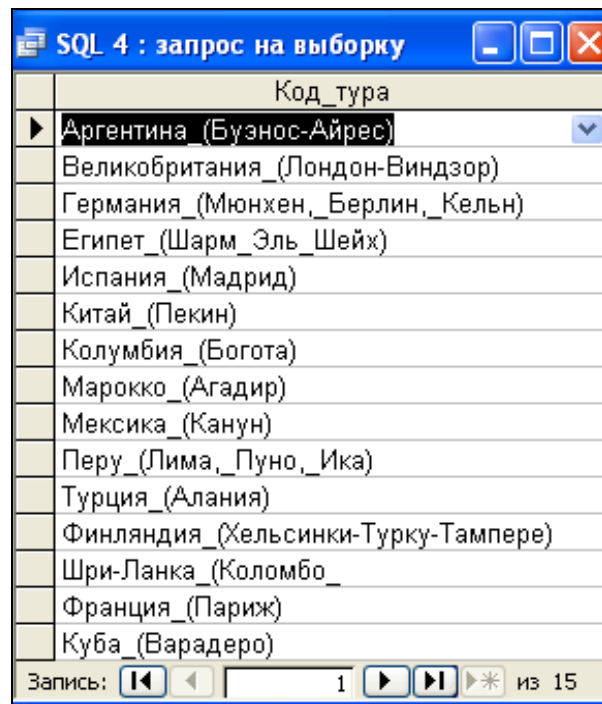 SQL 4 : запрос на выборку
Код_тура
Аргентина_(Буэнос-Айрес)
Великобритания_(Лондон-Виндзор)
Германия_(Мюнхен,_Берлин,_Кельн)
Египет_(Шарм_Эль_Шейх)
Испания_(Мадрид)
Китай_(Пекин)
Колумбия_(Богота)
Марокко_(Агадир)
Мексика_(Канун)
Перу_(Лима,_Пуно,_Ика)
Турция_(Алания)
Финляндия_(Хельсинки-Турку-Тампере)
Шри-Ланка_(Коломбо_
Франция_(Париж)
Куба_(Варадеро)
Запись: 1 из 15